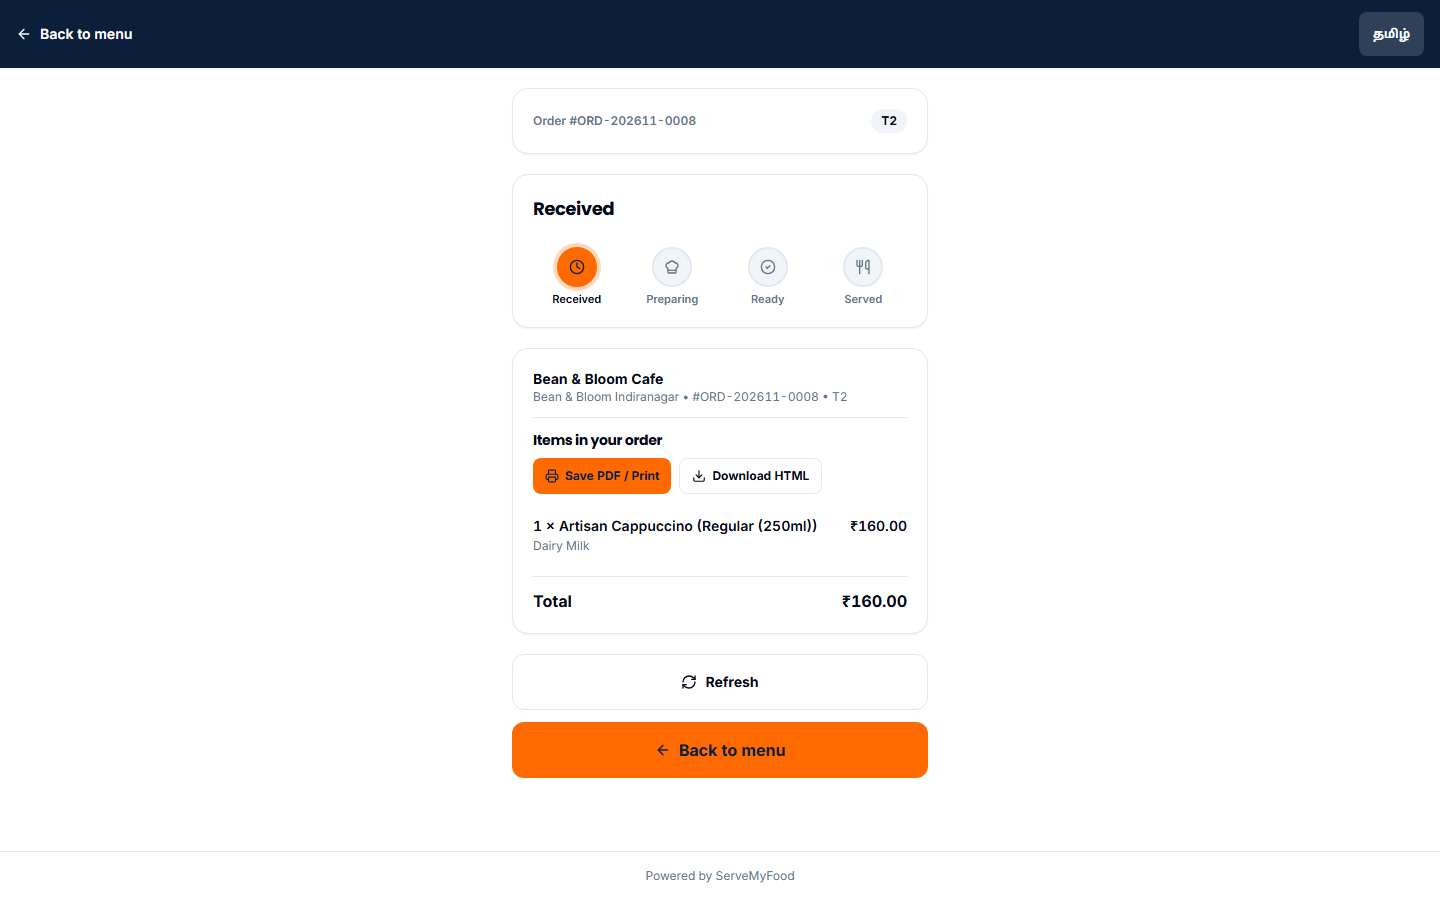 Back to menu
தமிழ்
Order #ORD-202611-0008
T2
Received
Received
Preparing
Ready
Served
Bean & Bloom Cafe
Bean & Bloom Indiranagar • #ORD-202611-0008 • T2
Items in your order
Save PDF / Print
Download HTML
1 × Artisan Cappuccino (Regular (250ml))
₹160.00
Dairy Milk
Total
₹160.00
Refresh
Back to menu
Powered by ServeMyFood